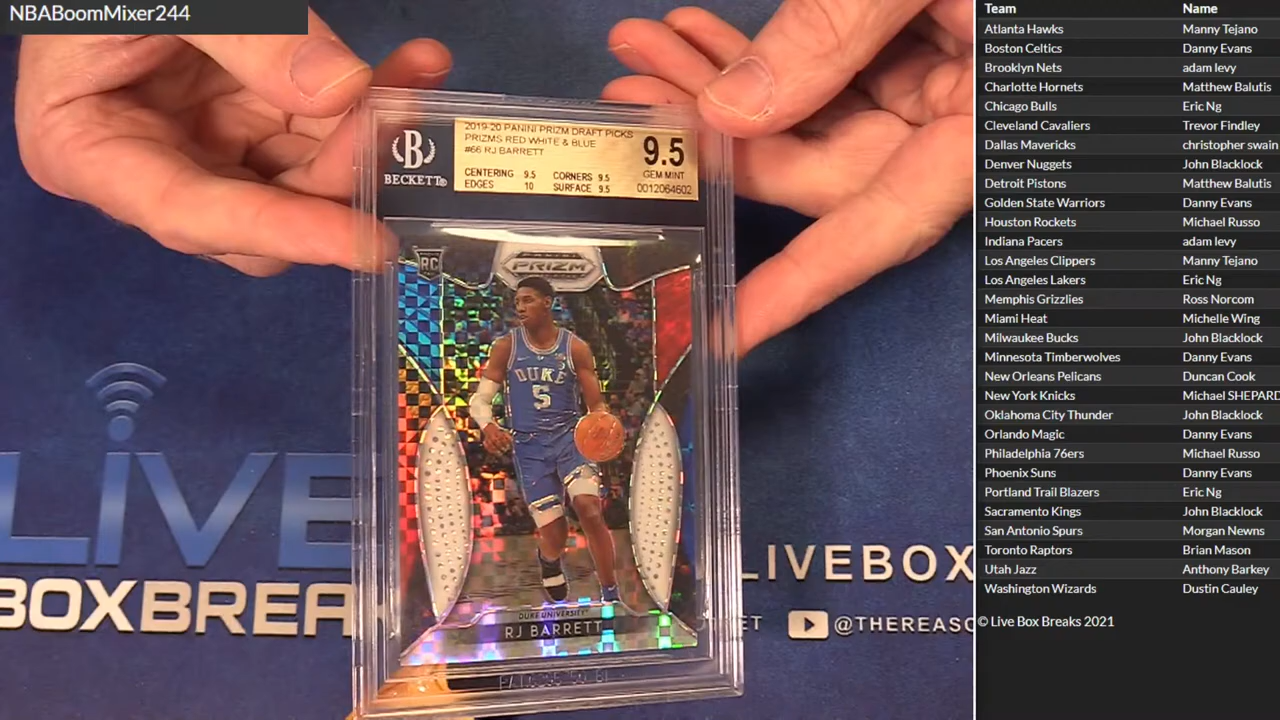 NBABoomMixer244
B
BECKETT®
2019-20 PANINI PRIZM DRAFT PICKS
PRIZMS RED WHITE & BLUE
#66 RJ BARRETT
CENTERING 9.5 CORNERS 9.5
EDGES 10 SURFACE 9.5
9.5
GEM MINT
0012064602
RC
PANINI
PRIZM
DUKE
5
DUKE UNIVERSITY
RJ BARRETT
LIVE
BOXBREA
LIVEBOX
ET
@THEREASO
Team Name
Atlanta Hawks Manny Tejano
Boston Celtics Danny Evans
Brooklyn Nets adam levy
Charlotte Hornets Matthew Balutis
Chicago Bulls Eric Ng
Cleveland Cavaliers Trevor Findley
Dallas Mavericks christopher swain
Denver Nuggets John Blacklock
Detroit Pistons Matthew Balutis
Golden State Warriors Danny Evans
Houston Rockets Michael Russo
Indiana Pacers adam levy
Los Angeles Clippers Manny Tejano
Los Angeles Lakers Eric Ng
Memphis Grizzlies Ross Norcom
Miami Heat Michelle Wing
Milwaukee Bucks John Blacklock
Minnesota Timberwolves Danny Evans
New Orleans Pelicans Duncan Cook
New York Knicks Michael SHEPARD
Oklahoma City Thunder John Blacklock
Orlando Magic Danny Evans
Philadelphia 76ers Michael Russo
Phoenix Suns Danny Evans
Portland Trail Blazers Eric Ng
Sacramento Kings John Blacklock
San Antonio Spurs Morgan Newns
Toronto Raptors Brian Mason
Utah Jazz Anthony Barkey
Washington Wizards Dustin Cauley
© Live Box Breaks 2021